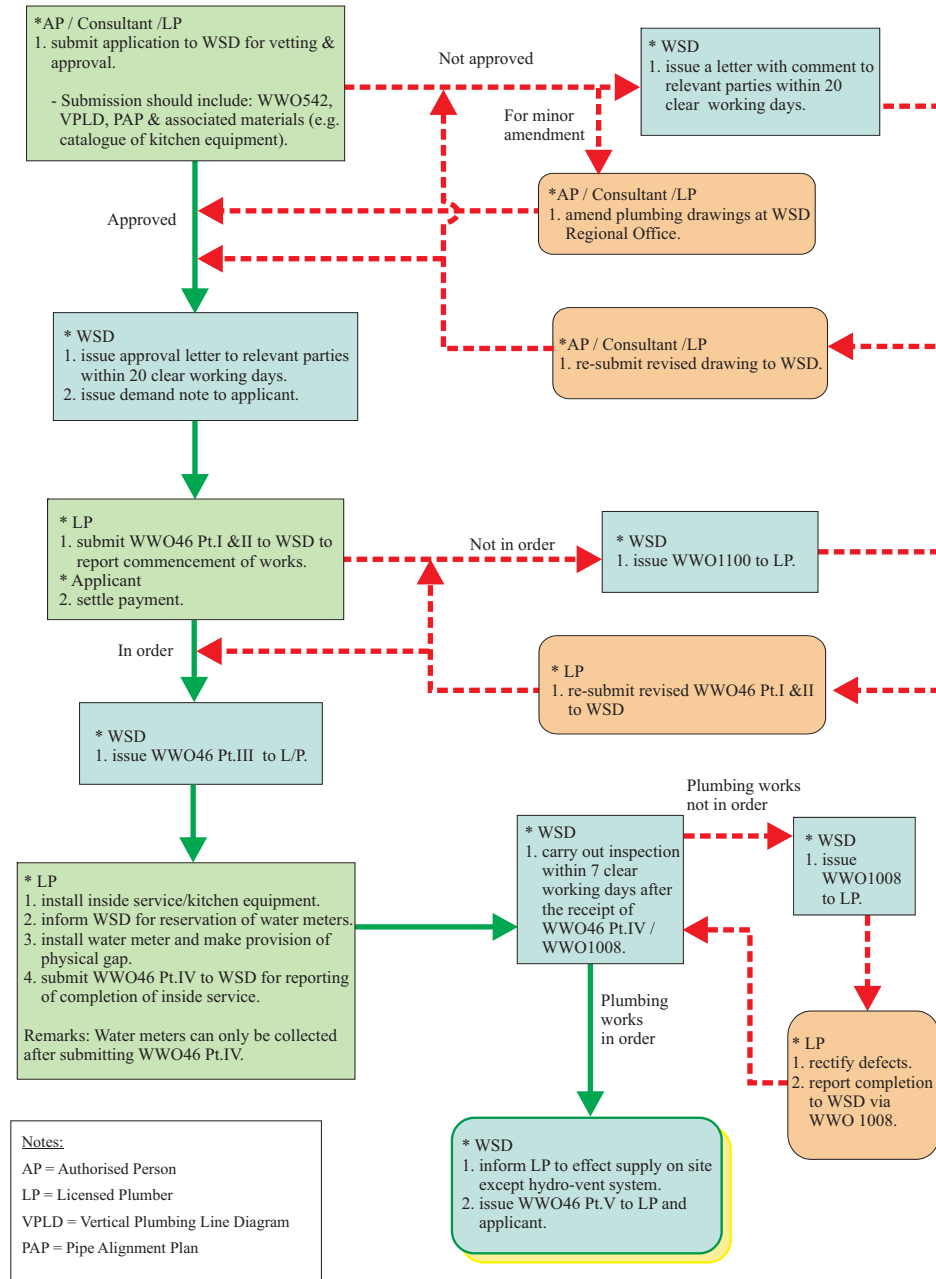 *AP / Consultant /LP
1. submit application to WSD for vetting &
approval.
- Submission should include: WWO542,
VPLD, PAP & associated materials (e.g.
catalogue of kitchen equipment).
Not approved
* WSD
1. issue a letter with comment to
relevant parties within 20
clear working days.
For minor
amendment
*AP / Consultant /LP
1. amend plumbing drawings at WSD
Regional Office.
Approved
*AP / Consultant /LP
1. re-submit revised drawing to WSD.
* WSD
1. issue approval letter to relevant parties
within 20 clear working days.
2. issue demand note to applicant.
* LP
1. submit WWO46 Pt.I &II to WSD to
report commencement of works.
* Applicant
2. settle payment.
Not in order
* WSD
1. issue WWO1100 to LP.
In order
* LP
1. re-submit revised WWO46 Pt.I &II
to WSD
* WSD
1. issue WWO46 Pt.III to L/P.
* LP
1. install inside service/kitchen equipment.
2. inform WSD for reservation of water meters.
3. install water meter and make provision of
physical gap.
4. submit WWO46 Pt.IV to WSD for reporting
of completion of inside service.
Remarks: Water meters can only be collected
after submitting WWO46 Pt.IV.
* WSD
1. carry out inspection
within 7 clear
working days after
the receipt of
WWO46 Pt.IV /
WWO1008.
Plumbing works
not in order
* WSD
1. issue
WWO1008
to LP.
Plumbing
works
in order
* LP
1. rectify defects.
2. report completion
to WSD via
WWO 1008.
* WSD
1. inform LP to effect supply on site
except hydro-vent system.
2. issue WWO46 Pt.V to LP and
applicant.
Notes:
AP = Authorised Person
LP = Licensed Plumber
VPLD = Vertical Plumbing Line Diagram
PAP = Pipe Alignment Plan